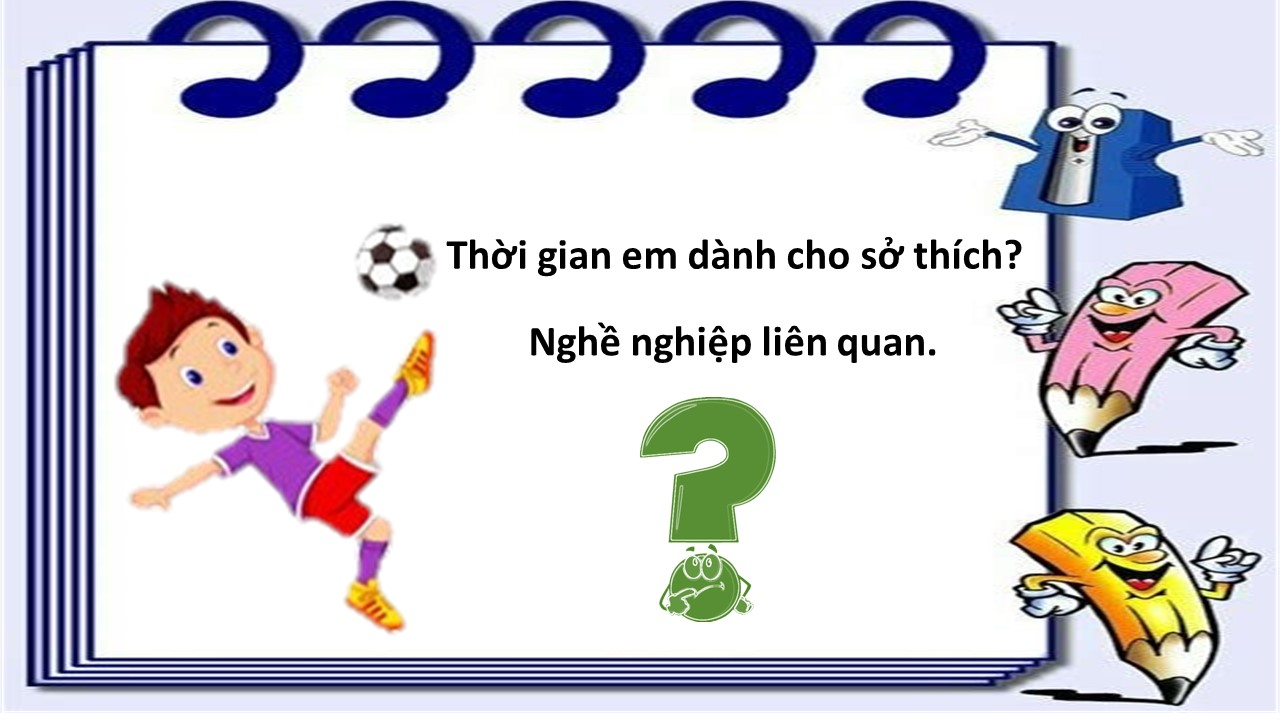 Thời gian em dành cho sở thích?
Nghề nghiệp liên quan.
?